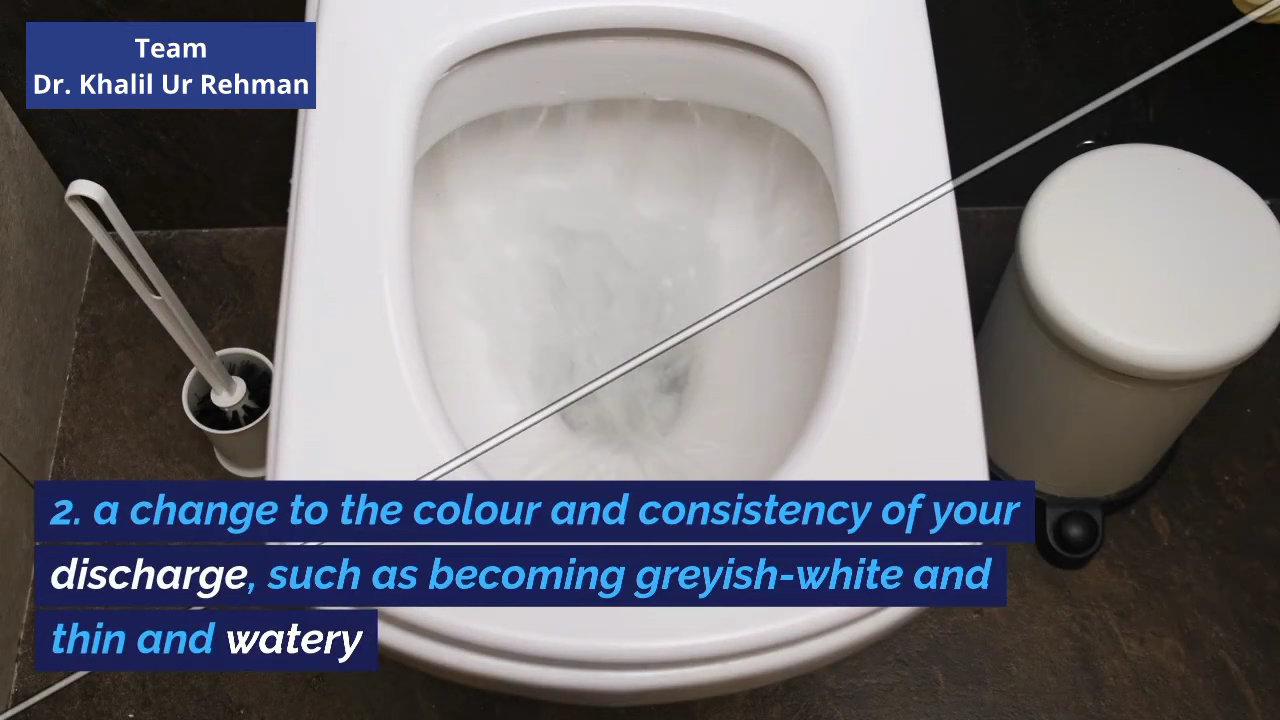 Team
Dr. Khalil Ur Rehman
2. a change to the colour and consistency of your
discharge, such as becoming greyish-white and
thin and watery